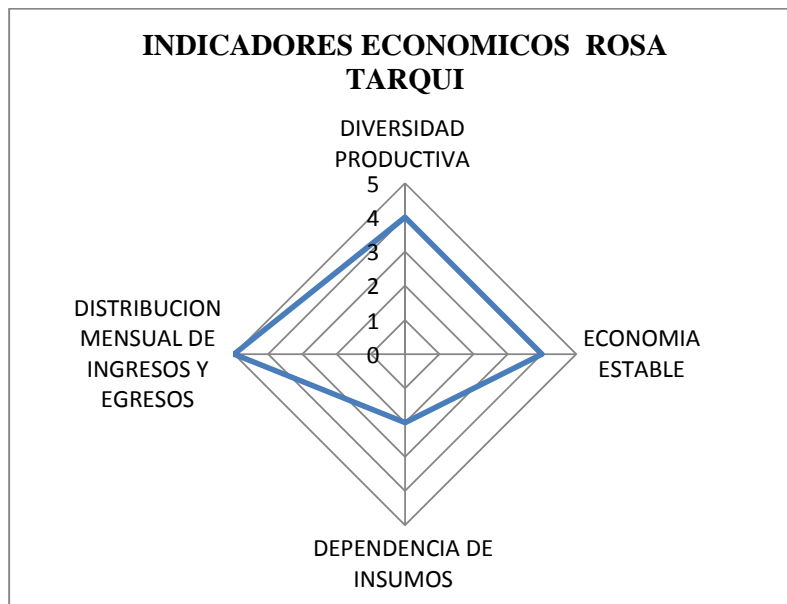 INDICADORES ECONOMICOS ROSA
TARQUI
DIVERSIDAD
PRODUCTIVA
5
4
3
2
1
0
ECONOMIA
ESTABLE
DEPENDENCIA DE
INSUMOS
DISTRIBUCION
MENSUAL DE
INGRESOS Y
EGRESOS